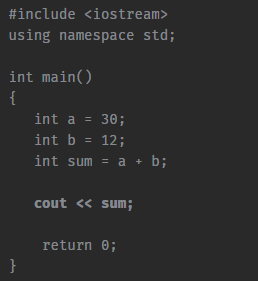 #include <iostream>
using namespace std;

int main()
{
   int a = 30;
   int b = 12;
   int sum = a + b;

   cout << sum;

    return 0;
}